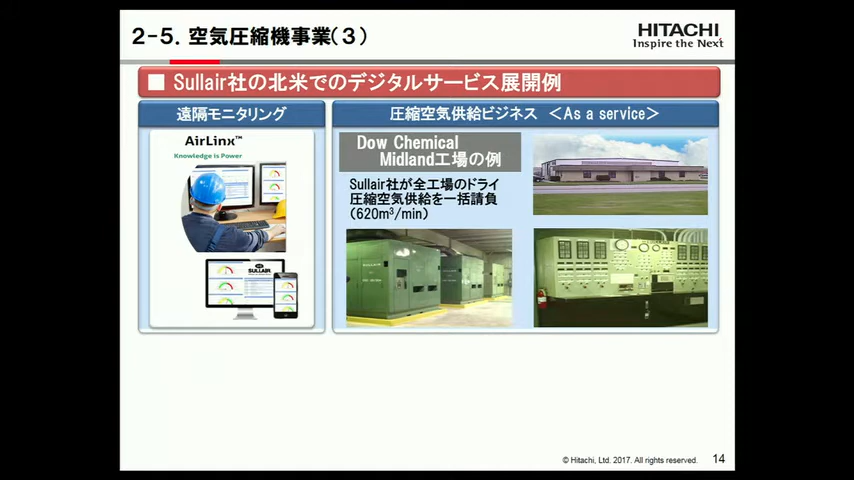 2-5. 空気圧縮機事業(3)
HITACHI
Inspire the Next
■ Sullair社の北米でのデジタルサービス展開例
遠隔モニタリング
圧縮空気供給ビジネス <As a service>
AirLinx™
Knowledge is Power
SULLAIR
Dow Chemical
Midland工場の例
Sullair社が全工場のドライ
圧縮空気供給を一括請負
(620m³/min)
SULLAIR
© Hitachi, Ltd. 2017. All rights reserved.
14